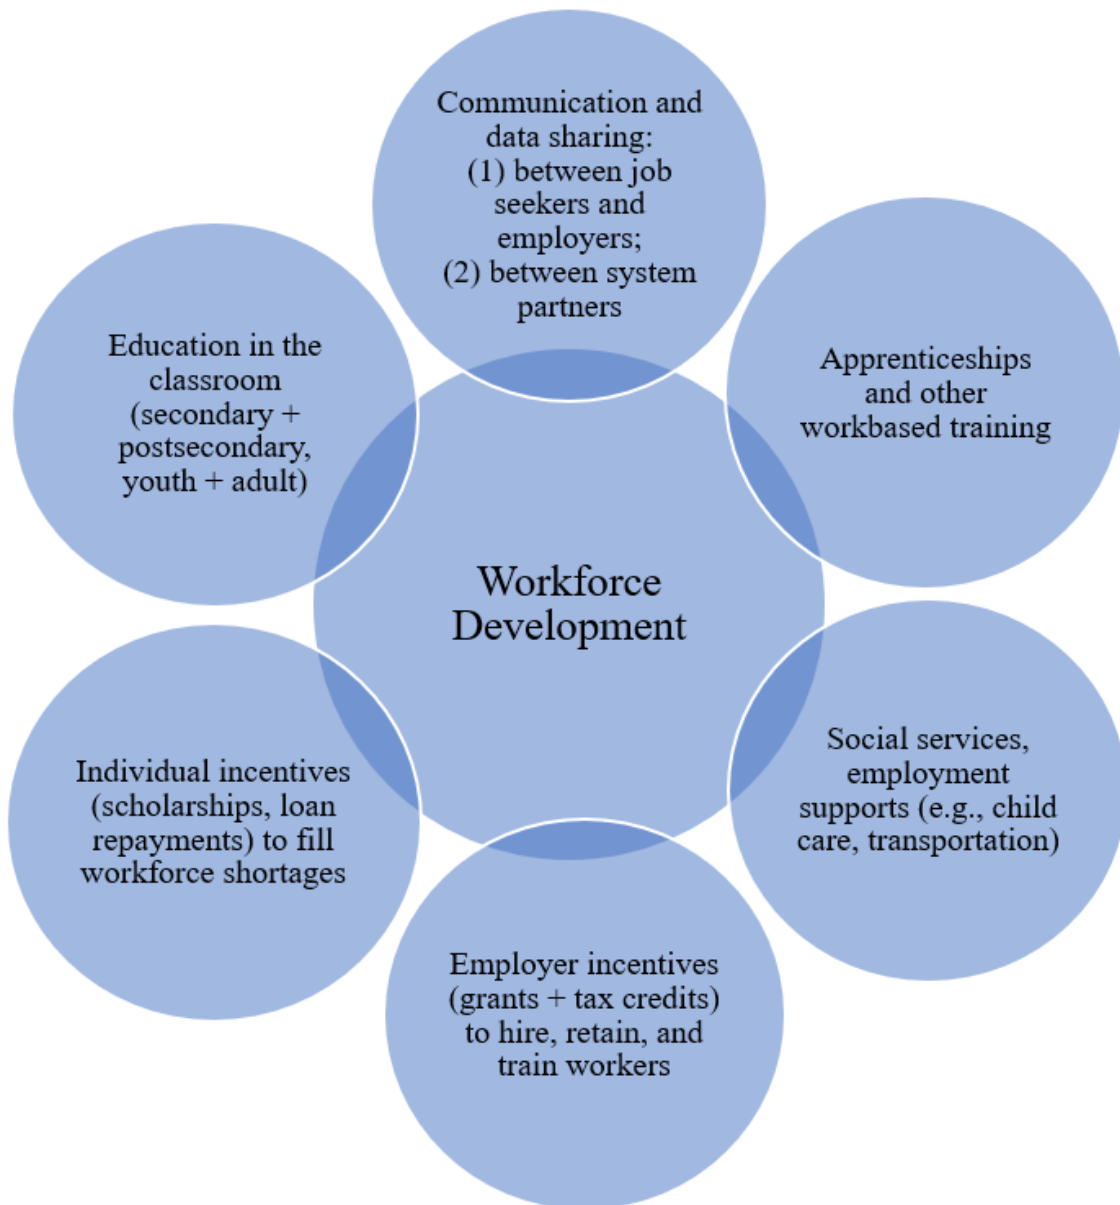 Communication and
data sharing:
(1) between job
seekers and
employers;
(2) between system
partners
Apprenticeships
and other
workbased training
Social services,
employment
supports (e.g., child
care, transportation)
Employer incentives
(grants + tax credits)
to hire, retain, and
train workers
Individual incentives
(scholarships, loan
repayments) to fill
workforce shortages
Education in the
classroom
(secondary +
postsecondary,
youth + adult)
Workforce
Development